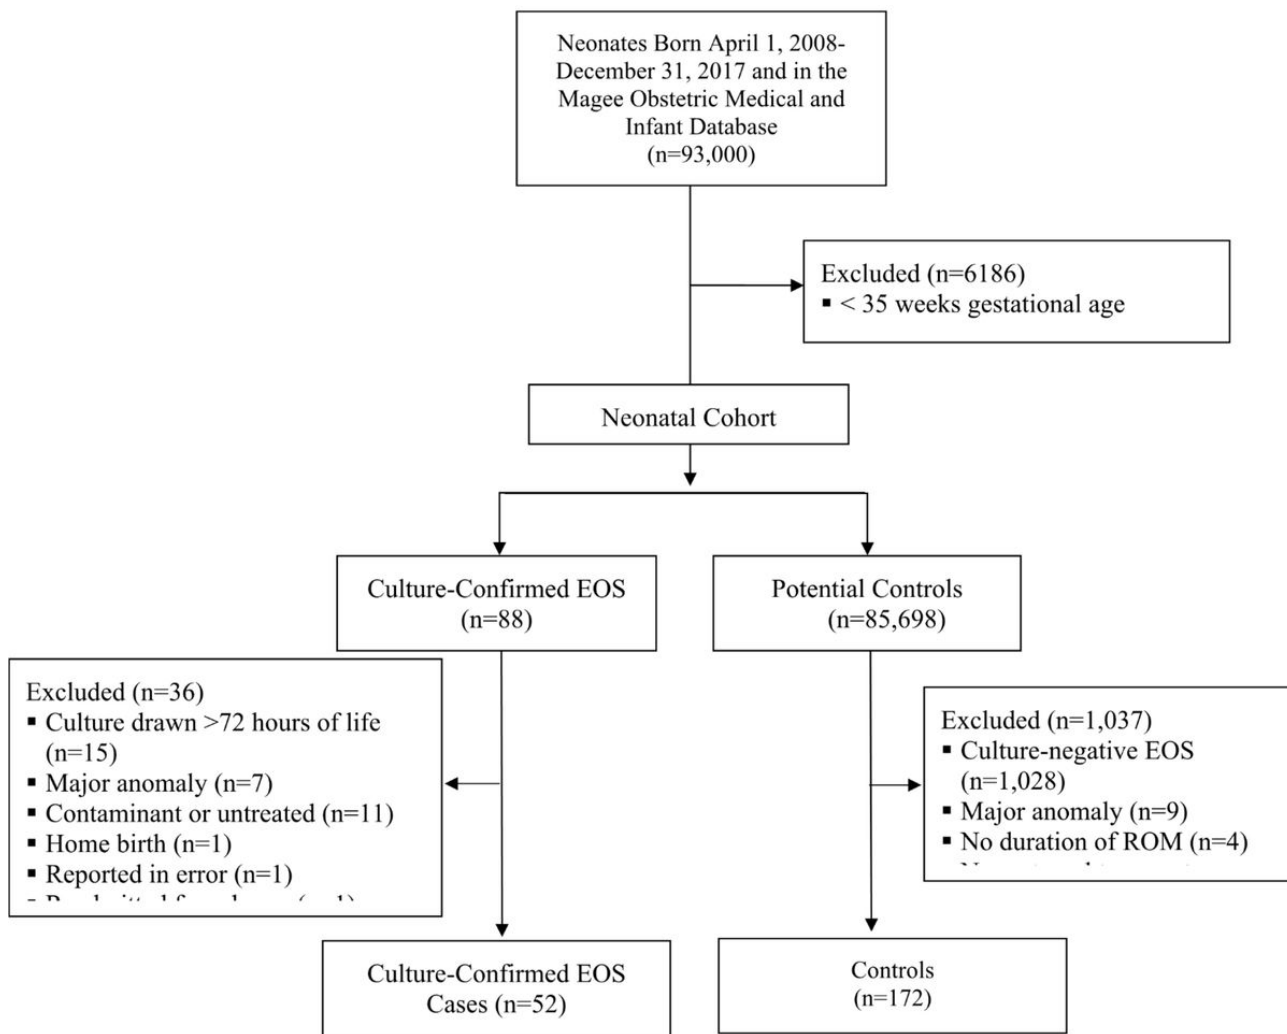 Neonates Born April 1, 2008-
December 31, 2017 and in the
Magee Obstetric Medical and
Infant Database
(n=93,000)
Excluded (n=6186)
▪ < 35 weeks gestational age
Neonatal Cohort
Culture-Confirmed EOS
(n=88)
Potential Controls
(n=85,698)
Excluded (n=36)
▪ Culture drawn >72 hours of life
(n=15)
▪ Major anomaly (n=7)
▪ Contaminant or untreated (n=11)
▪ Home birth (n=1)
▪ Reported in error (n=1)
Excluded (n=1,037)
▪ Culture-negative EOS
(n=1,028)
▪ Major anomaly (n=9)
▪ No duration of ROM (n=4)
Culture-Confirmed EOS
Cases (n=52)
Controls
(n=172)